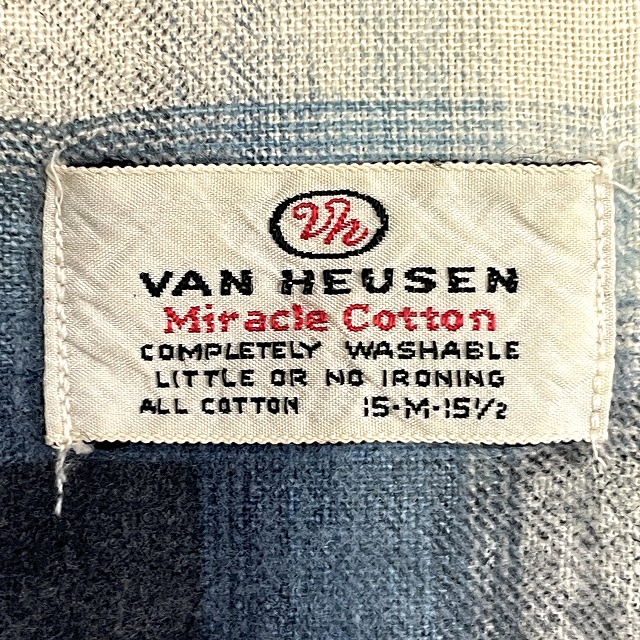 Vh
VAN HEUSEN
Miracle Cotton
COMPLETELY WASHABLE
LITTLE OR NO IRONING
ALL COTTON 15-M-15½